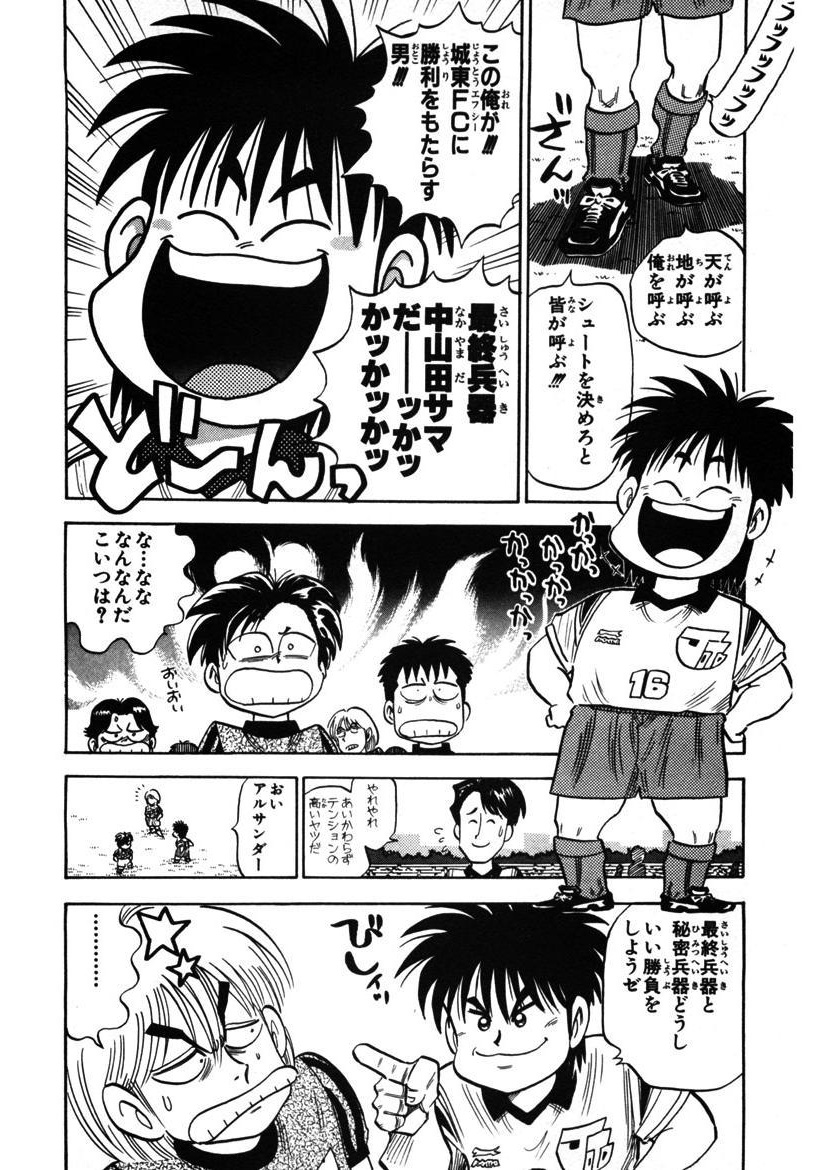 フッフッフッフッ
ざんッ
天が呼ぶ
地が呼ぶ
俺を呼ぶ
シュートを決めろと
皆が呼ぶ!!!
この俺が!!!
城東FCに
勝利をもたらす
男!!!
最終兵器
中山田サマ
だ――ッかッ
かッかッかッ
ど〜んっ
かっかっかっ
かっかっかっ
16
な…なな
なんなんだ
こいつは?
おいおい
やれやれ
あいかわらず
テンションの
高いヤツだ
おい
アルサンダー
最終兵器と
秘密兵器どうし
いい勝負を
しようゼ
びしィッ
………